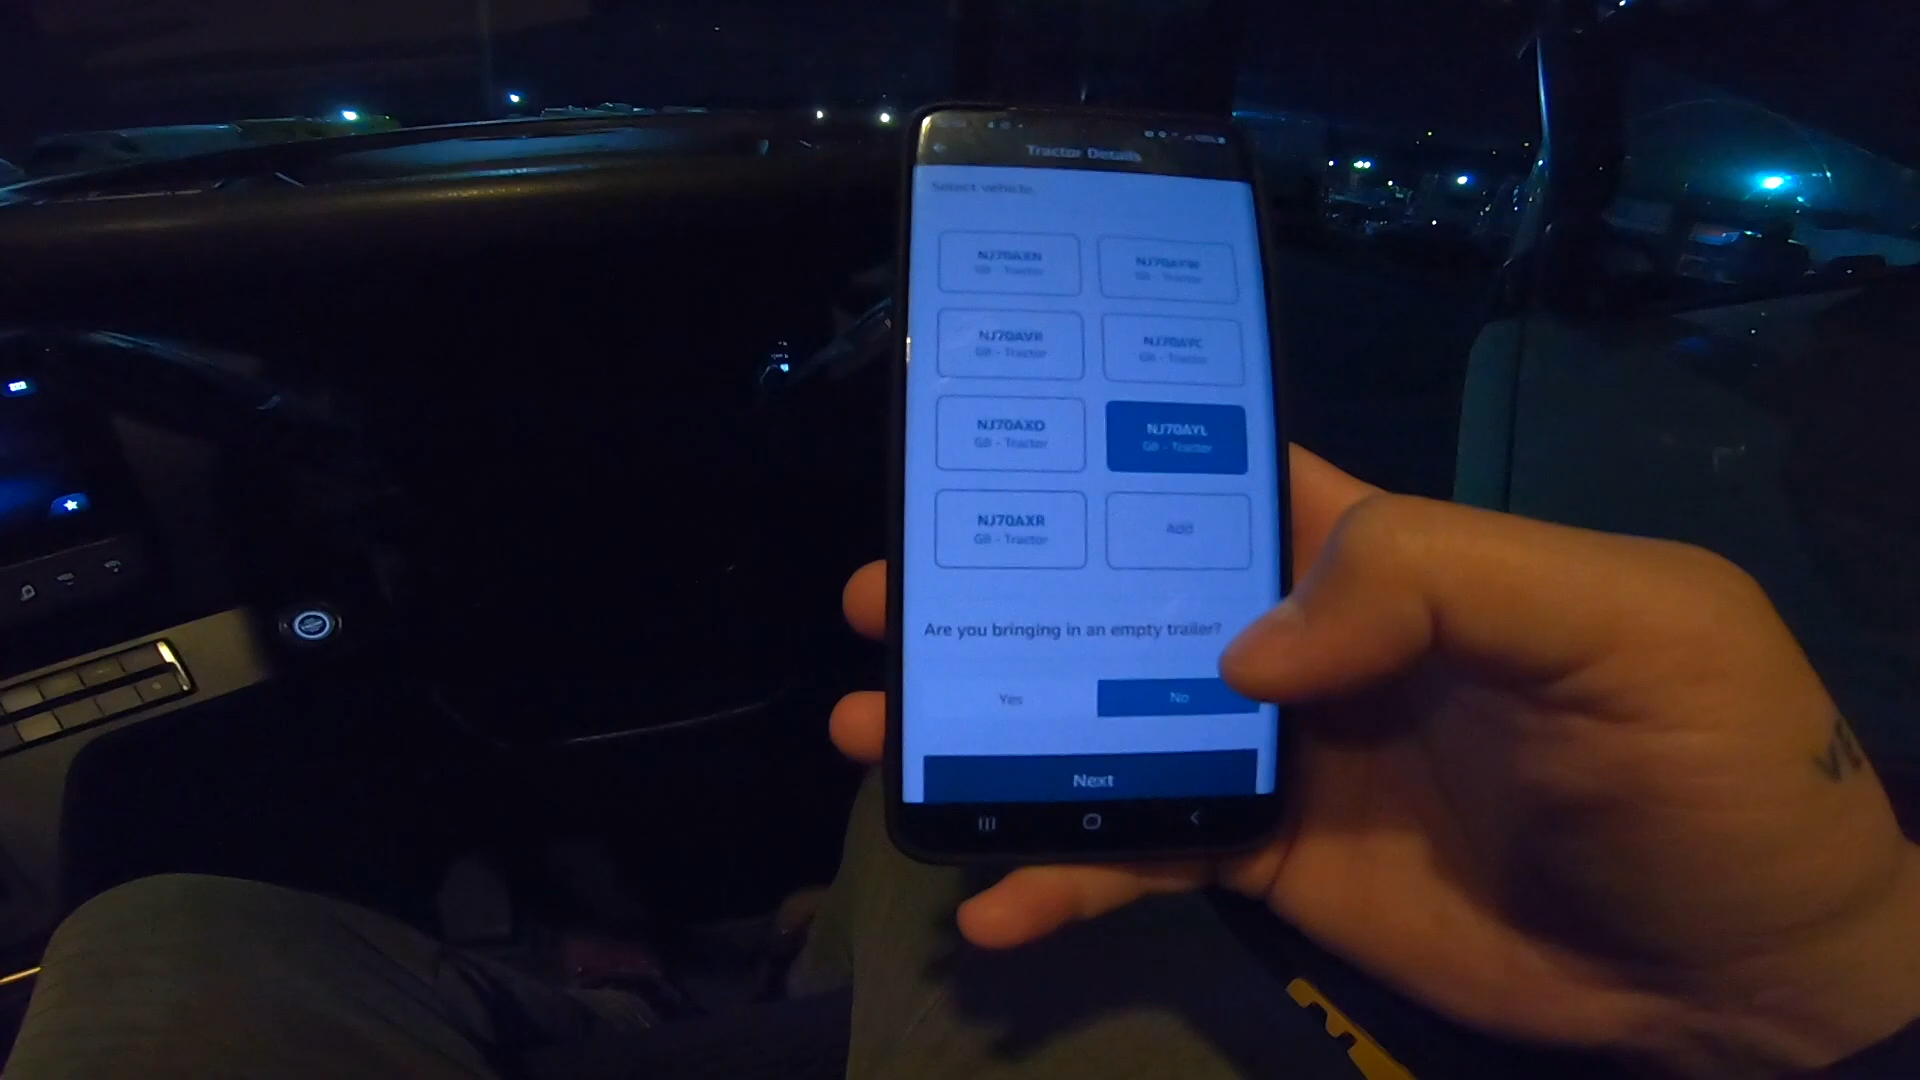 Tractor Details
Select vehicle.
NJ70AXN
GB - Tractor
GB - Tractor
NJ70AVR
GB - Tractor
NJ70AYC
GB - Tractor
NJ70AXO
GB - Tractor
NJ70AYL
GB - Tractor
NJ70AXR
GB - Tractor
Add
Are you bringing in an empty trailer?
Yes
No
Next